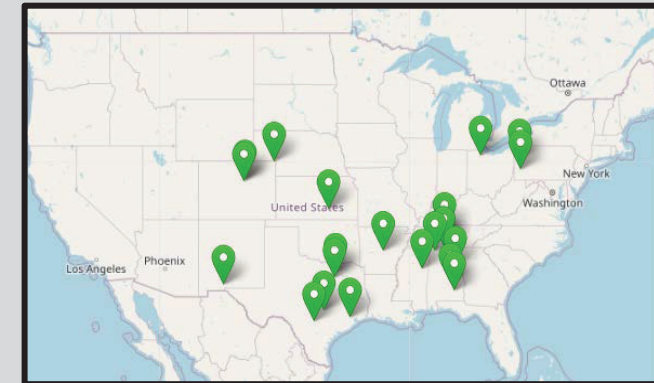 Ottawa
New York
Washington
United States
Los Angeles
Phoenix